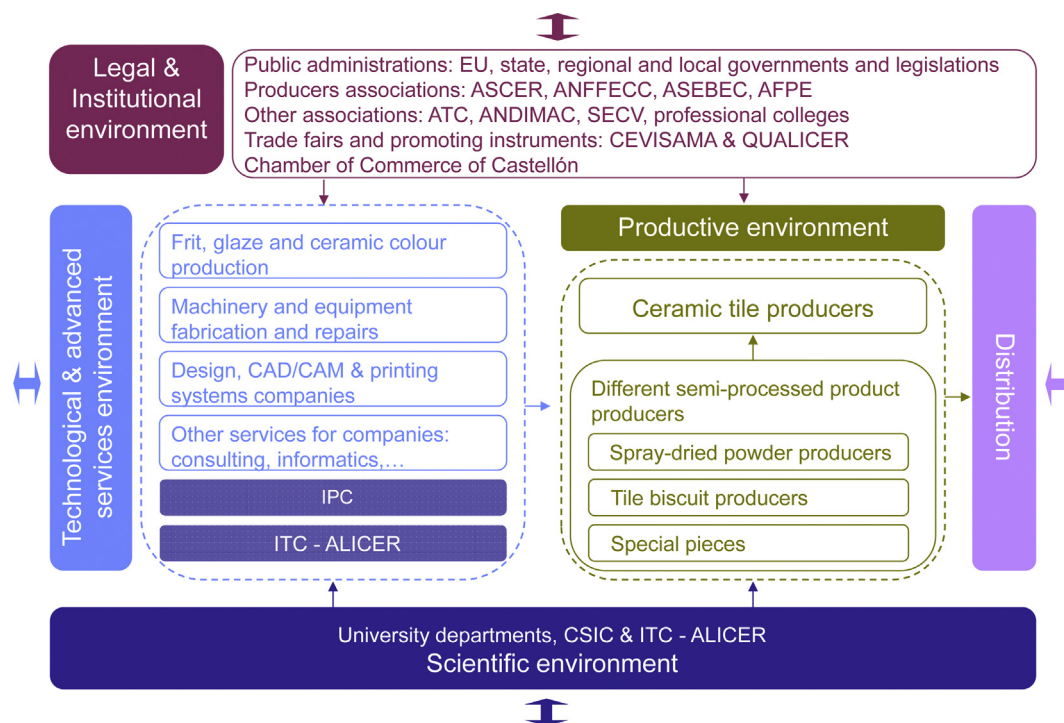 Legal &
Institutional
environment
Public administrations: EU, state, regional and local governments and legislations
Producers associations: ASCER, ANFFECC, ASEBEC, AFPE
Other associations: ATC, ANDIMAC, SECV, professional colleges
Trade fairs and promoting instruments: CEVISAMA & QUALICER
Chamber of Commerce of Castellón
Technological & advanced
services environment
Frit, glaze and ceramic colour
production
Machinery and equipment
fabrication and repairs
Design, CAD/CAM & printing
systems companies
Other services for companies:
consulting, informatics,...
IPC
ITC - ALICER
Productive environment
Ceramic tile producers
Different semi-processed product
producers
Spray-dried powder producers
Tile biscuit producers
Special pieces
Distribution
University departments, CSIC & ITC - ALICER
Scientific environment